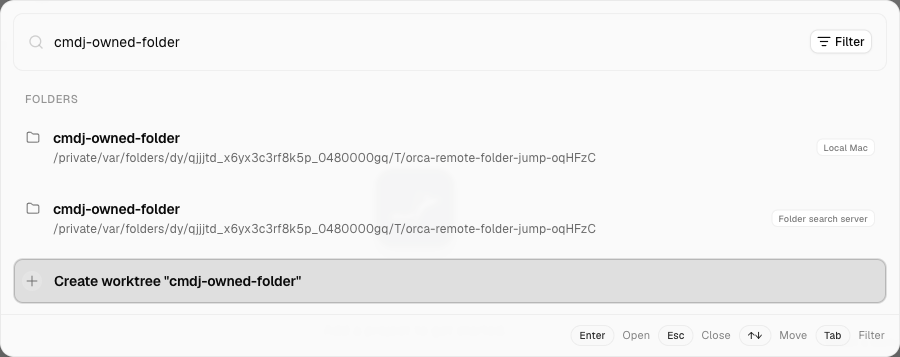 cmdj-owned-folder
Filter
FOLDERS
cmdj-owned-folder
/private/var/folders/dy/qjjjtd_x6yx3c3rf8k5p_0480000gq/T/orca-remote-folder-jump-oqHFzC
Local Mac
cmdj-owned-folder
/private/var/folders/dy/qjjjtd_x6yx3c3rf8k5p_0480000gq/T/orca-remote-folder-jump-oqHFzC
Folder search server
Create worktree "cmdj-owned-folder"
Enter Open Esc Close ↑↓ Move Tab Filter